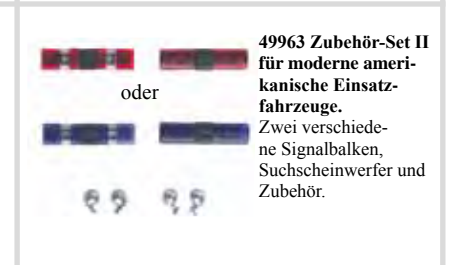 49963 Zubehör-Set II
für moderne ameri-
kanische Einsatz-
fahrzeuge.
Zwei verschiede-
ne Signalbalken,
Suchscheinwerfer und
Zubehör.
oder